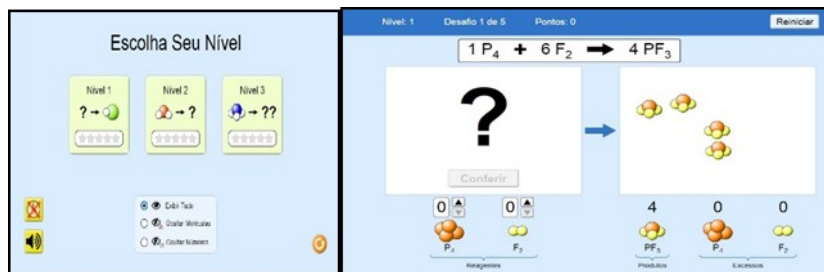 Escolha Seu Nível
Nível 1
Nível 2
Nível 3
? → 
→ ?
→ ??
Exibir Tudo
Ocultar Moléculas
Ocultar Números
Nível: 1 Desafio 1 de 5 Pontos: 0 Reiniciar
1 P₄ + 6 F₂ → 4 PF₃
?
Conferir
0 0 4 0 0
P₄ F₂ PF₃ P₄ F₂
Reagentes Produtos Excessos